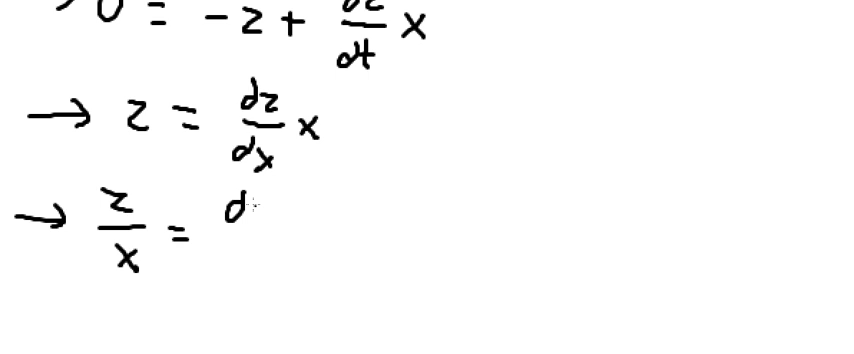 0 = -z + dz/dt x
→ z = dz/dx x
→ z/x = d